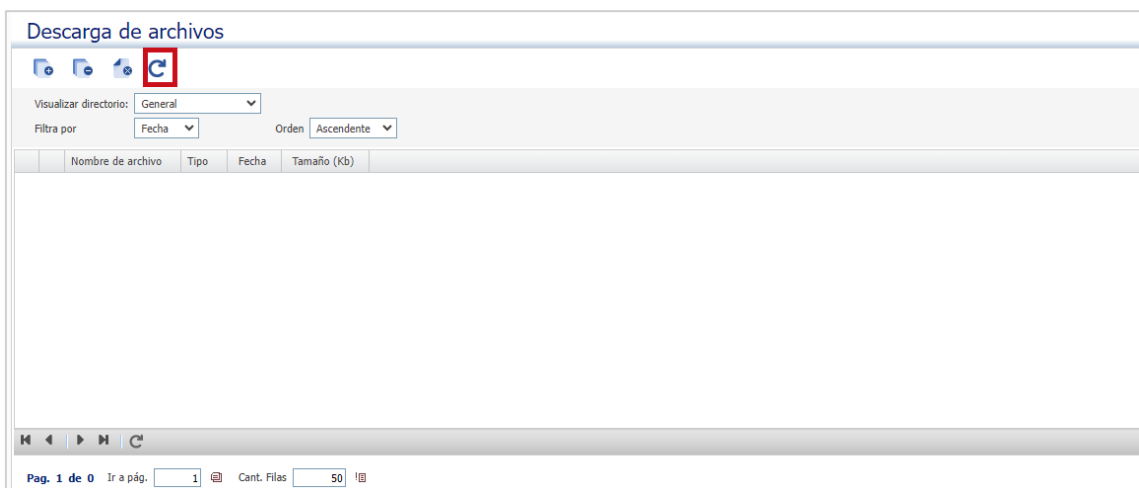 Descarga de archivos
Visualizar directorio: General
Filtra por Fecha Orden Ascendente
Nombre de archivo Tipo Fecha Tamaño (Kb)
Pag. 1 de 0 Ir a pág. 1 Cant. Filas 50